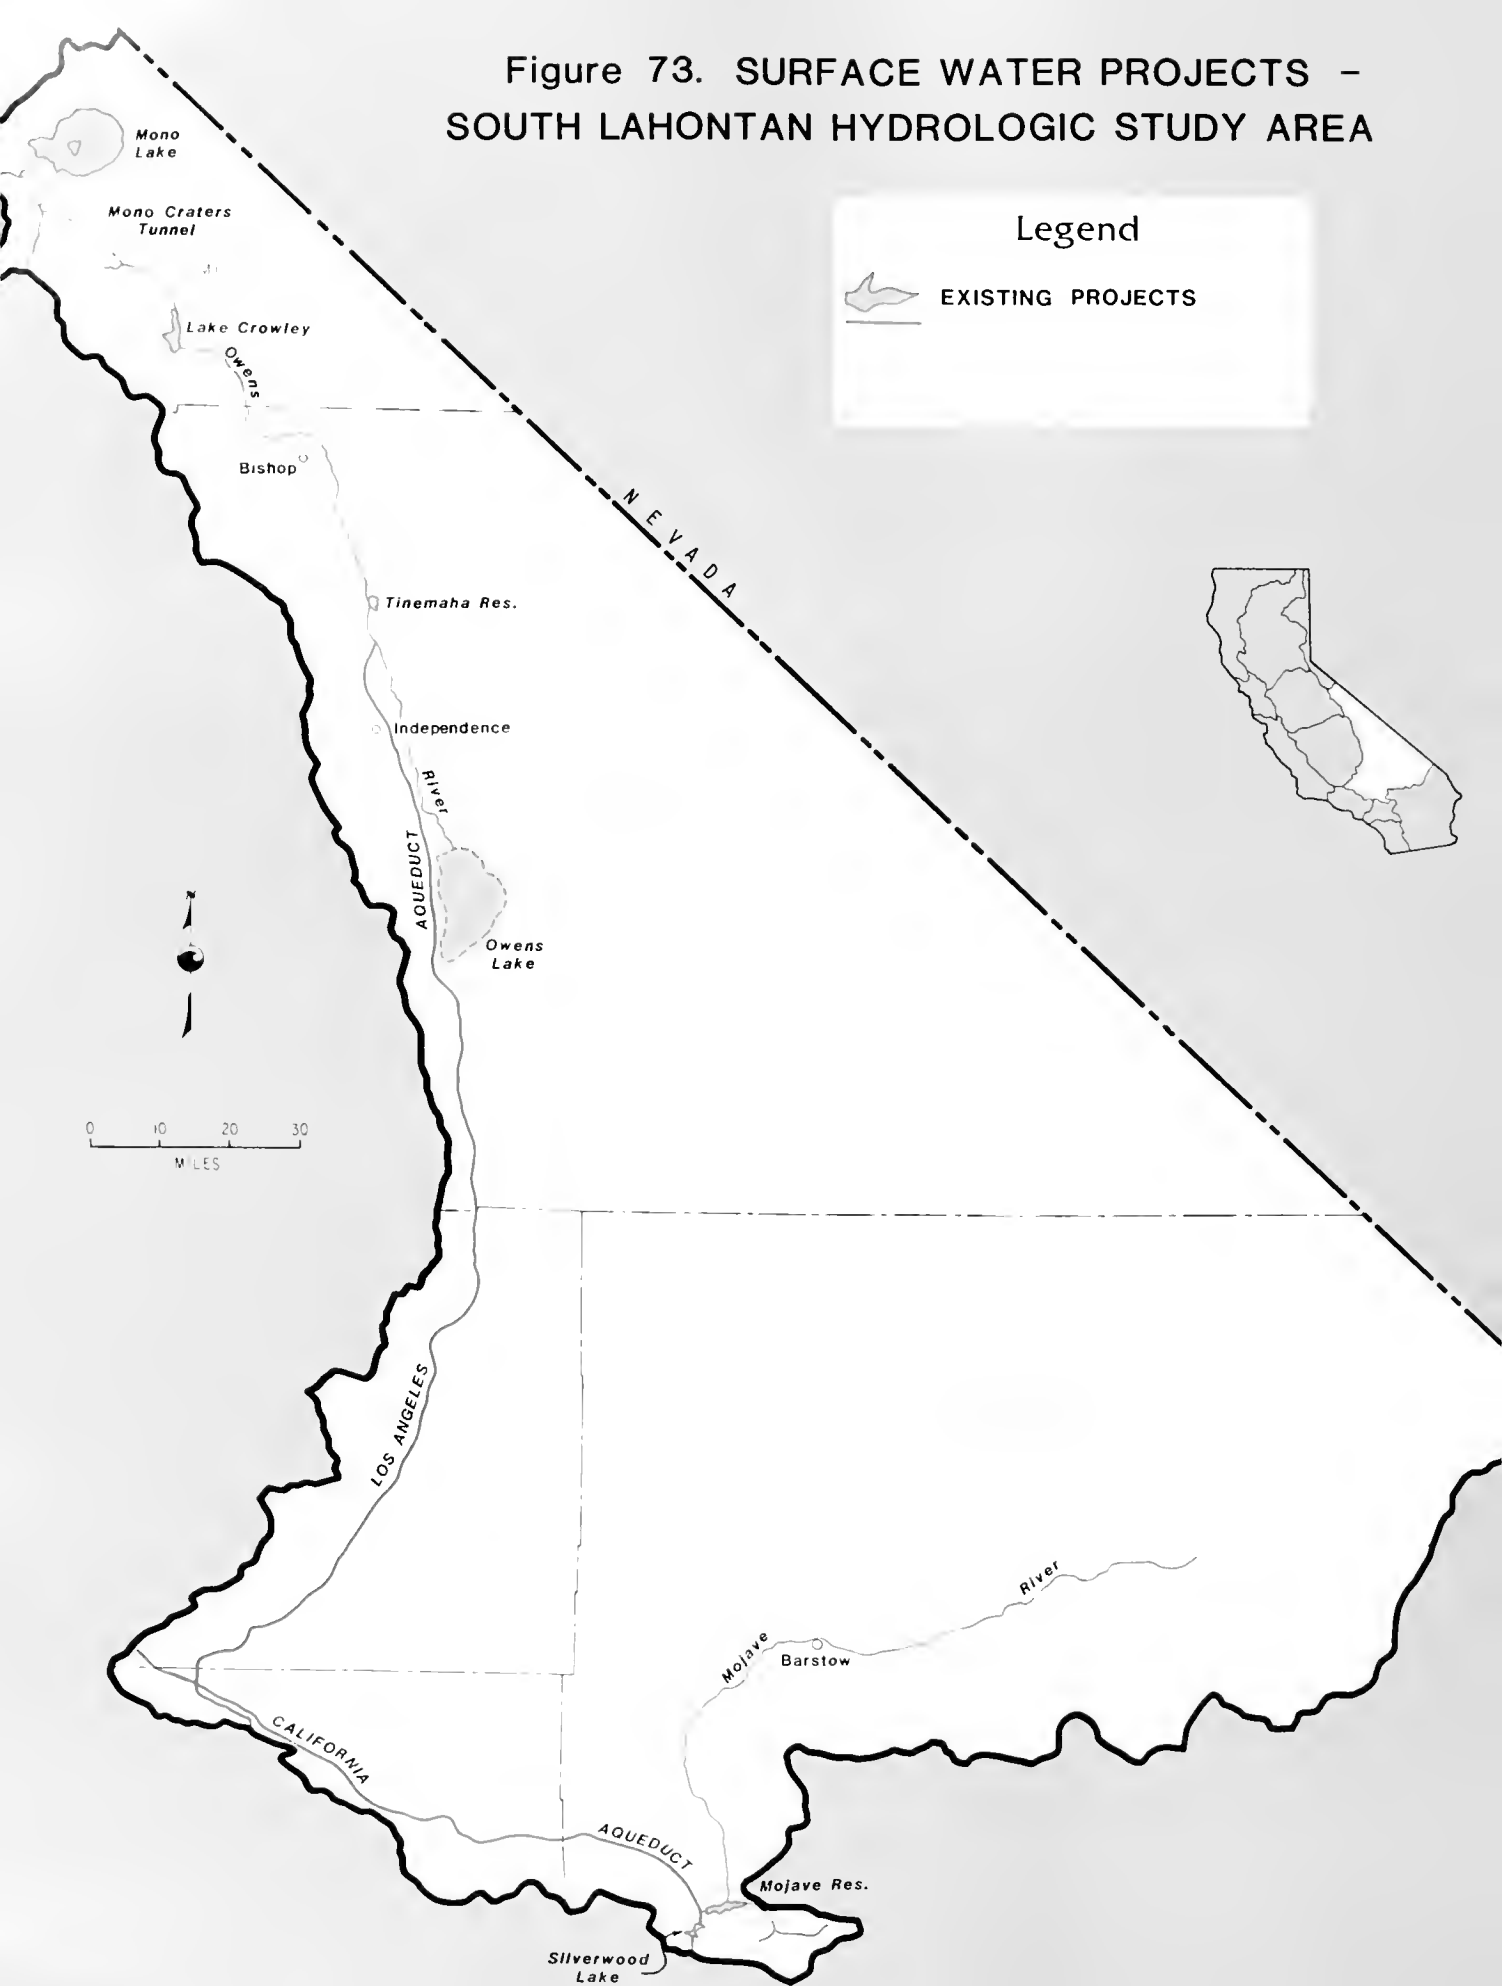 Figure 73. SURFACE WATER PROJECTS –
SOUTH LAHONTAN HYDROLOGIC STUDY AREA
Legend
EXISTING PROJECTS
Mono
Lake
Mono Craters
Tunnel
Lake Crowley
Owens
Bishop
NEVADA
Tinemaha Res.
Independence
River
AQUEDUCT
Owens
Lake
N
0 10 20 30
MILES
LOS ANGELES
River
Mojave
Barstow
CALIFORNIA
AQUEDUCT
Mojave Res.
Silverwood
Lake